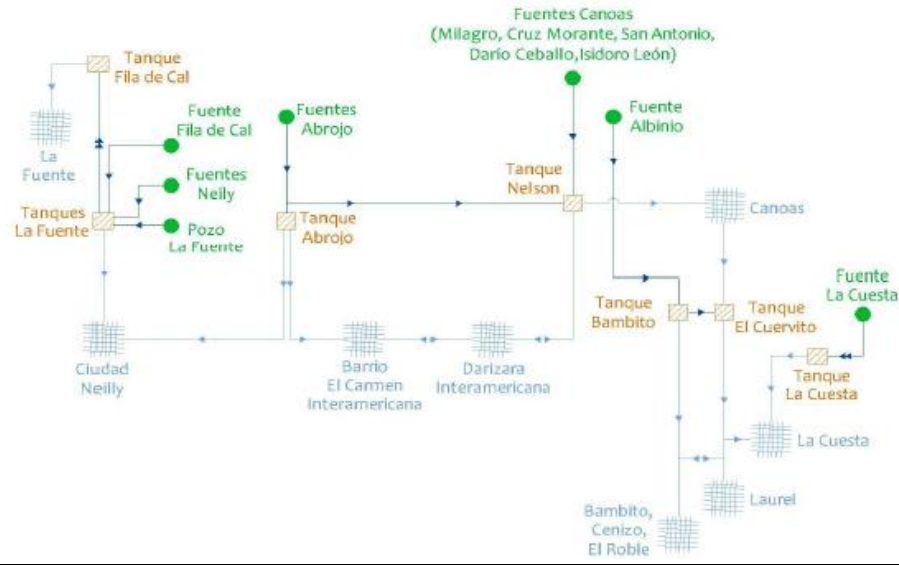 Fuentes Canoas
(Milagro, Cruz Morante, San Antonio,
Darío Ceballo,Isidoro León)
Tanque
Fila de Cal
Fuente
Fila de Cal
Fuentes
Abrojo
Fuente
Albinio
La
Fuente
Fuentes
Neily
Tanque
Nelson
Tanques
La Fuente
Pozo
La Fuente
Tanque
Abrojo
Canoas
Fuente
La Cuesta
Tanque
Bambito
Tanque
El Cuervito
Ciudad
Neilly
Barrio
El Carmen
Interamericana
Darizara
Interamericana
Tanque
La Cuesta
La Cuesta
Laurel
Bambito,
Cenizo,
El Roble